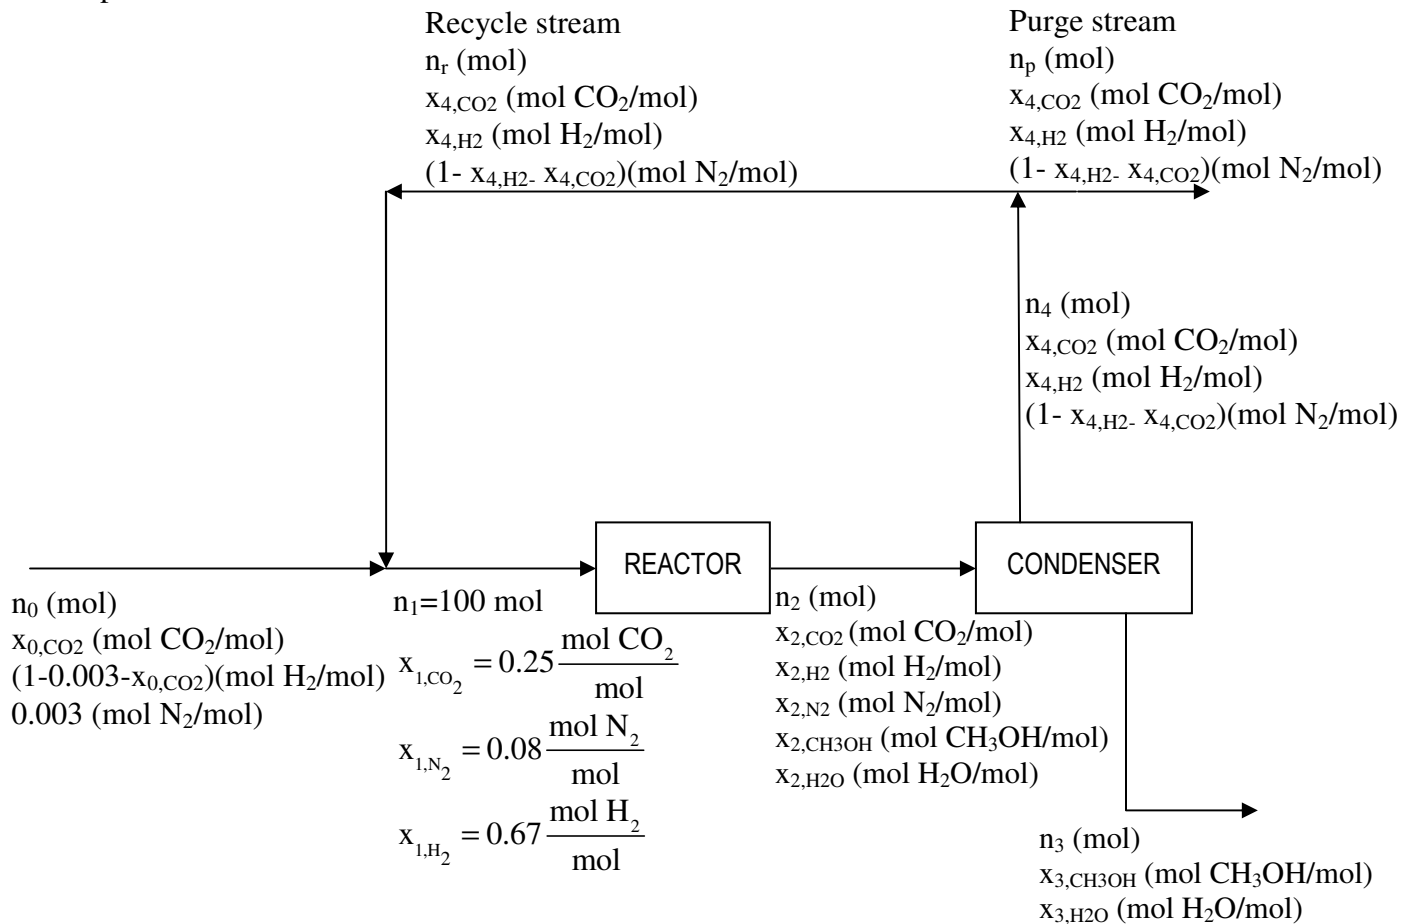 Recycle stream
n_r (mol)
x_4,CO2 (mol CO₂/mol)
x_4,H2 (mol H₂/mol)
(1- x_4,H2- x_4,CO2)(mol N₂/mol)
Purge stream
n_p (mol)
x_4,CO2 (mol CO₂/mol)
x_4,H2 (mol H₂/mol)
(1- x_4,H2- x_4,CO2)(mol N₂/mol)
n₄ (mol)
x_4,CO2 (mol CO₂/mol)
x_4,H2 (mol H₂/mol)
(1- x_4,H2- x_4,CO2)(mol N₂/mol)
REACTOR
CONDENSER
n₀ (mol)
x_0,CO2 (mol CO₂/mol)
(1-0.003-x_0,CO2)(mol H₂/mol)
0.003 (mol N₂/mol)
n₁=100 mol
x_1,CO₂ = 0.25 mol CO₂/mol
x_1,N₂ = 0.08 mol N₂/mol
x_1,H₂ = 0.67 mol H₂/mol
n₂ (mol)
x_2,CO2 (mol CO₂/mol)
x_2,H2 (mol H₂/mol)
x_2,N2 (mol N₂/mol)
x_2,CH3OH (mol CH₃OH/mol)
x_2,H2O (mol H₂O/mol)
n₃ (mol)
x_3,CH3OH (mol CH₃OH/mol)
x_3,H2O (mol H₂O/mol)